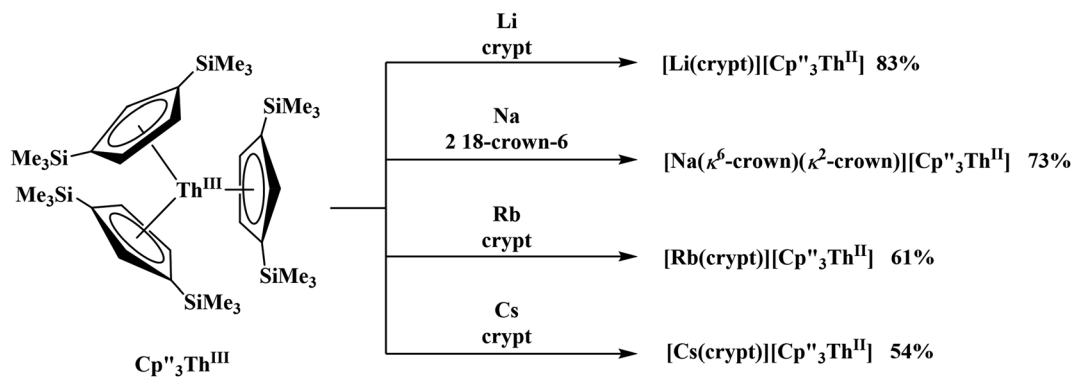 SiMe3
SiMe3
Me3Si
Me3Si
ThIII
SiMe3
SiMe3
Cp"3ThIII
Li
crypt
[Li(crypt)][Cp"3ThII] 83%
Na
2 18-crown-6
[Na(κ6-crown)(κ2-crown)][Cp"3ThII] 73%
Rb
crypt
[Rb(crypt)][Cp"3ThII] 61%
Cs
crypt
[Cs(crypt)][Cp"3ThII] 54%